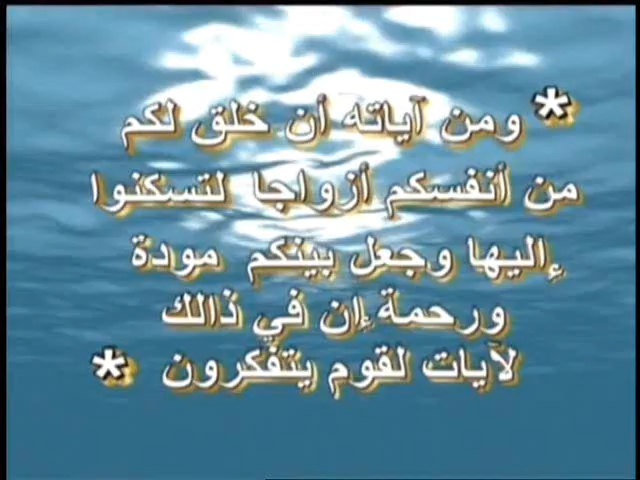 * ومن آياته أن خلق لكم
من أنفسكم أزواجا لتسكنوا
إليها وجعل بينكم مودة
ورحمة إن في ذالك
لآيات لقوم يتفكرون *